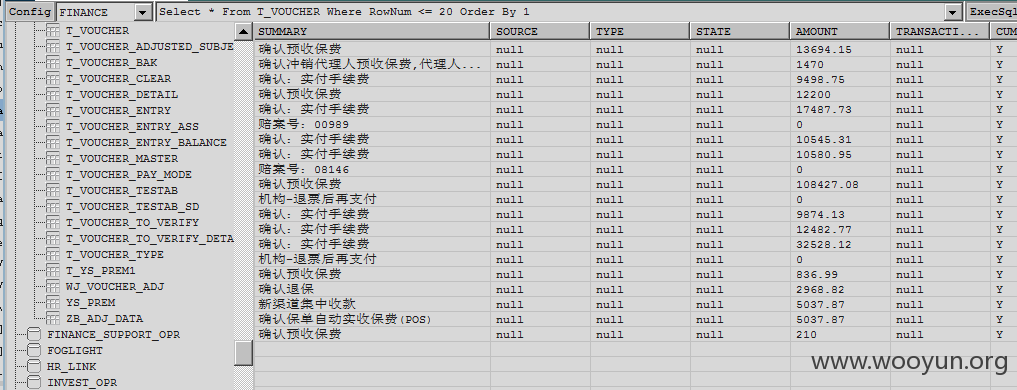 Config FINANCE Select * From T_VOUCHER Where RowNum <= 20 Order By 1 ExecSql
T_VOUCHER
T_VOUCHER_ADJUSTED_SUBJE
T_VOUCHER_BAK
T_VOUCHER_CLEAR
T_VOUCHER_DETAIL
T_VOUCHER_ENTRY
T_VOUCHER_ENTRY_ASS
T_VOUCHER_ENTRY_BALANCE
T_VOUCHER_MASTER
T_VOUCHER_PAY_MODE
T_VOUCHER_TESTAB
T_VOUCHER_TESTAB_SD
T_VOUCHER_TO_VERIFY
T_VOUCHER_TO_VERIFY_DETA
T_VOUCHER_TYPE
T_YS_PREM1
WJ_VOUCHER_ADJ
YS_PREM
ZB_ADJ_DATA
FINANCE_SUPPORT_OPR
FOGLIGHT
HR_LINK
INVEST_OPR
SUMMARY SOURCE TYPE STATE AMOUNT TRANSACTI... CUM
确认预收保费 null null null 13694.15 null Y
确认冲销代理人预收保费,代理人... null null null 1470 null Y
确认: 实付手续费 null null null 9498.75 null Y
确认预收保费 null null null 12200 null Y
确认: 实付手续费 null null null 17487.73 null Y
赔案号: 00989 null null null 0 null Y
确认: 实付手续费 null null null 10545.31 null Y
确认: 实付手续费 null null null 10580.95 null Y
赔案号: 08146 null null null 0 null Y
确认预收保费 null null null 108427.08 null Y
机构-退票后再支付 null null null 0 null Y
确认: 实付手续费 null null null 9874.13 null Y
确认: 实付手续费 null null null 12482.77 null Y
确认: 实付手续费 null null null 32528.12 null Y
机构-退票后再支付 null null null 0 null Y
确认预收保费 null null null 836.99 null Y
确认退保 null null null 2968.82 null Y
新渠道集中收款 null null null 5037.87 null Y
确认保单自动实收保费(POS) null null null 5037.87 null Y
确认预收保费 null null null 210 null Y
www.wooyun.org